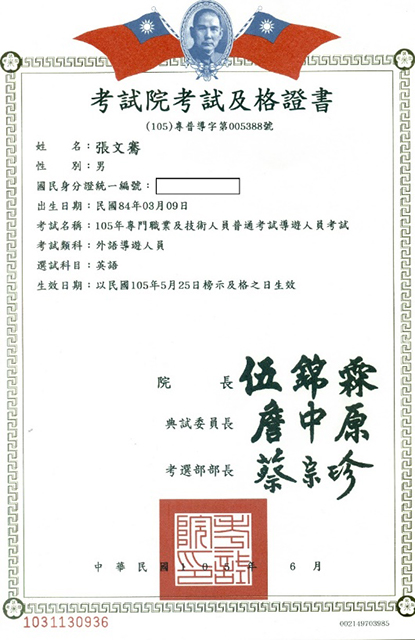 考試院考試及格證書
(105)專普導字第005388號
姓 名：張文騫
性 別：男
國民身分證統一編號：
出生日期：民國84年03月09日
考試名稱：105年專門職業及技術人員普通考試導遊人員考試
考試類科：外語導遊人員
選試科目：英語
生效日期：以民國105年5月25日榜示及格之日生效
院 長 伍錦霖
典試委員長 詹中原
考選部部長 蔡宗珍
考試院印
中華民國 105 年 6 月
1031130936
0021-19703985